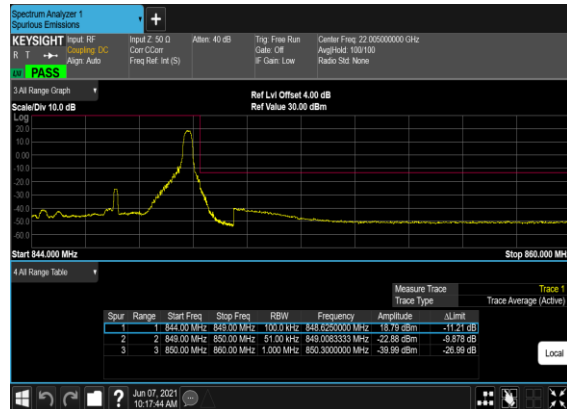 Spectrum Analyzer 1
Spurious Emissions
+
KEYSIGHT Input: RF Input Z: 50 Ω Atten: 40 dB Trig: Free Run Center Freq: 22.005000000 GHz
R T Coupling: DC Corr CCorr Gate: Off Avg|Hold: 100/100
Align: Auto Freq Ref: Int (S) IF Gain: Low Radio Std: None
PASS
3 All Range Graph Ref Lvl Offset 4.00 dB
Scale/Div 10.0 dB Ref Value 30.00 dBm
Log
20.0
10.0
0.00
-10.0
-20.0
-30.0
-40.0
-50.0
-60.0
Start 844.000 MHz Stop 860.000 MHz
4 All Range Table
Measure Trace Trace 1
Trace Type Trace Average (Active)
Spur Range Start Freq Stop Freq RBW Frequency Amplitude ΔLimit
1 1 844.00 MHz 849.00 MHz 100.0 kHz 848.6250000 MHz 18.79 dBm -11.21 dB
2 2 849.00 MHz 850.00 MHz 51.00 kHz 849.0083333 MHz -22.88 dBm -9.878 dB
3 3 850.00 MHz 860.00 MHz 1.000 MHz 850.3000000 MHz -39.99 dBm -26.99 dB
Local
? Jun 07, 2021
10:17:44 AM